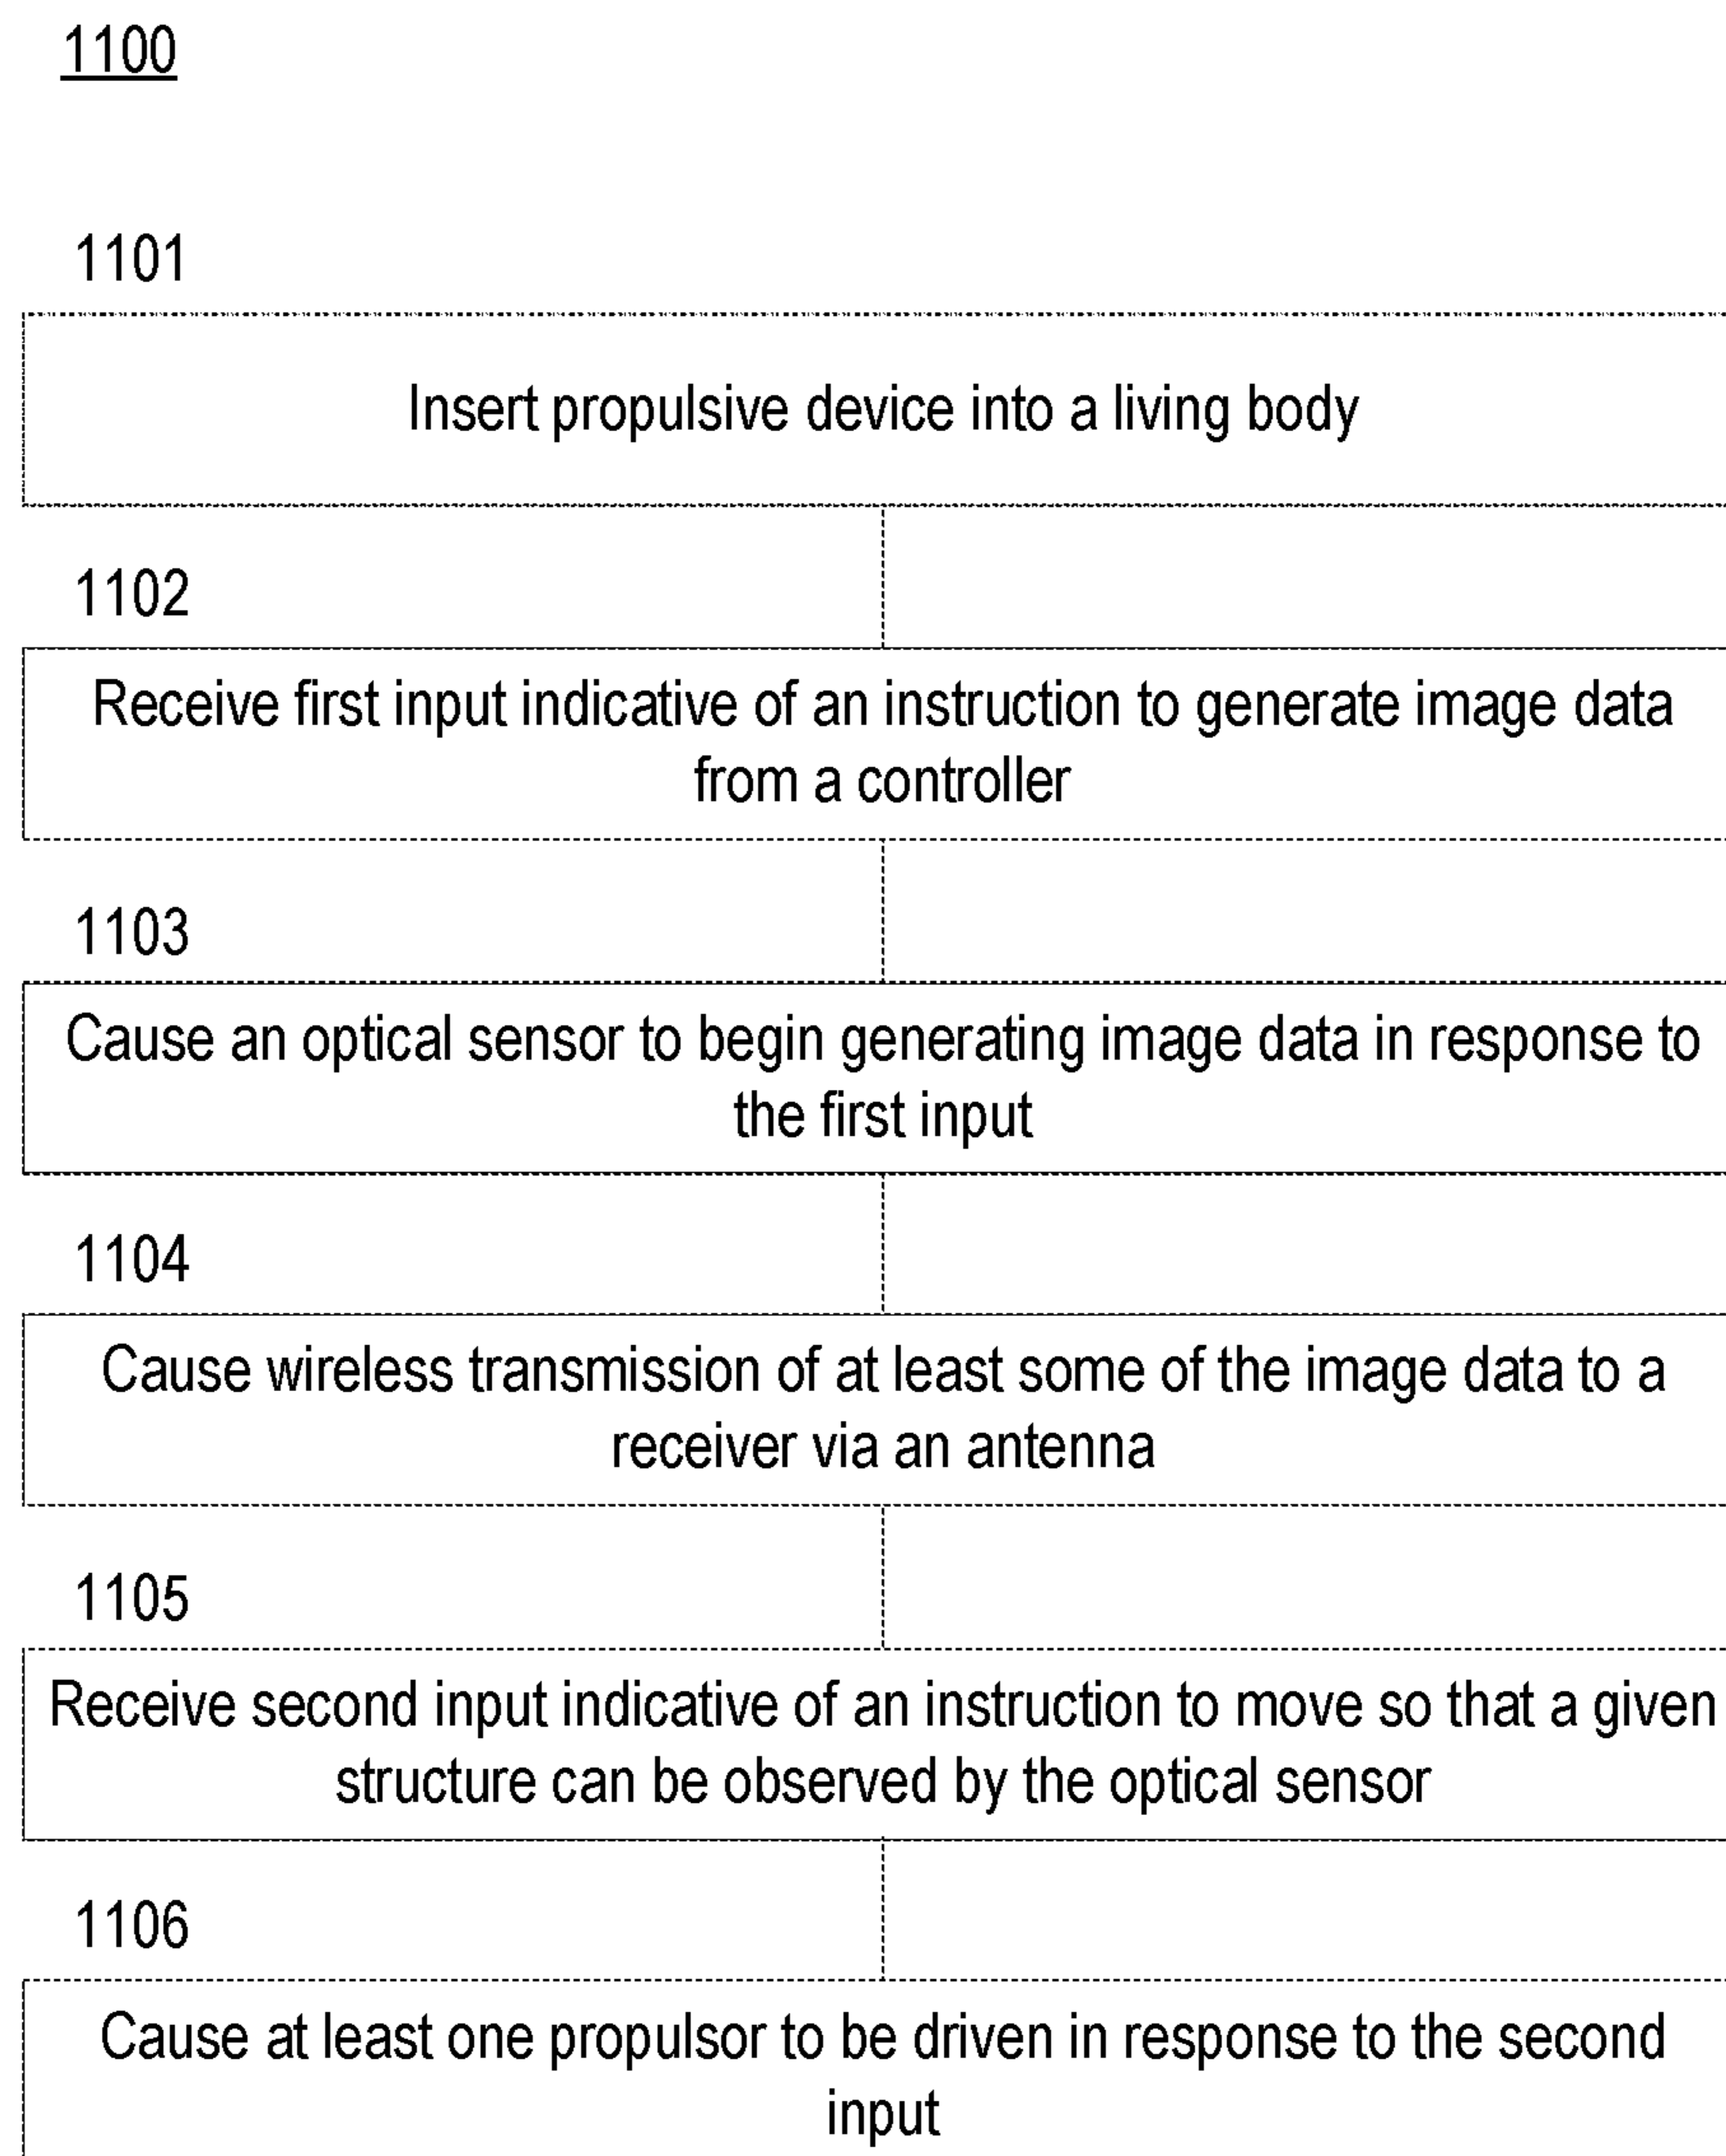 1100
1101
Insert propulsive device into a living body
1102
Receive first input indicative of an instruction to generate image data
from a controller
1103
Cause an optical sensor to begin generating image data in response to
the first input
1104
Cause wireless transmission of at least some of the image data to a
receiver via an antenna
1105
Receive second input indicative of an instruction to move so that a given
structure can be observed by the optical sensor
1106
Cause at least one propulsor to be driven in response to the second
input